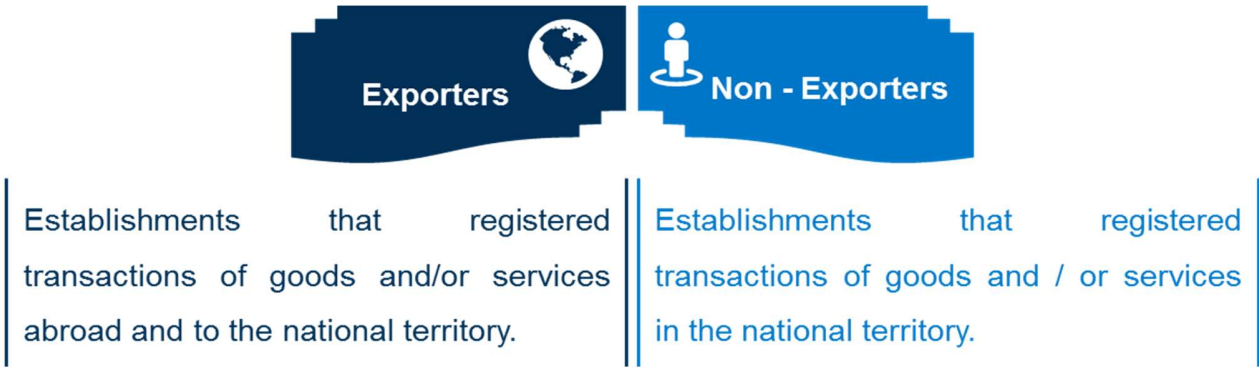 Exporters
Non - Exporters
Establishments that registered
transactions of goods and/or services
abroad and to the national territory.
Establishments that registered
transactions of goods and / or services
in the national territory.